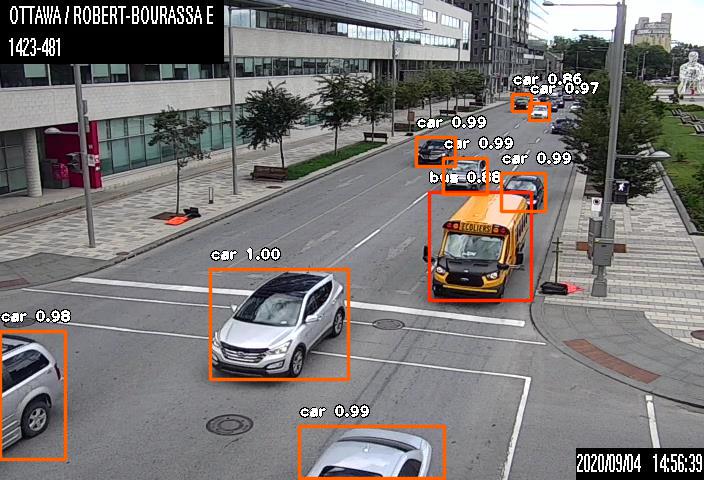 OTTAWA / ROBERT-BOURASSA E
1423-481
car 0.86
car 0.97
car 0.99
car 0.99
car 0.99
bus 0.88
ECOLIERS
car 1.00
car 0.98
car 0.99
2020/09/04 14:56:39